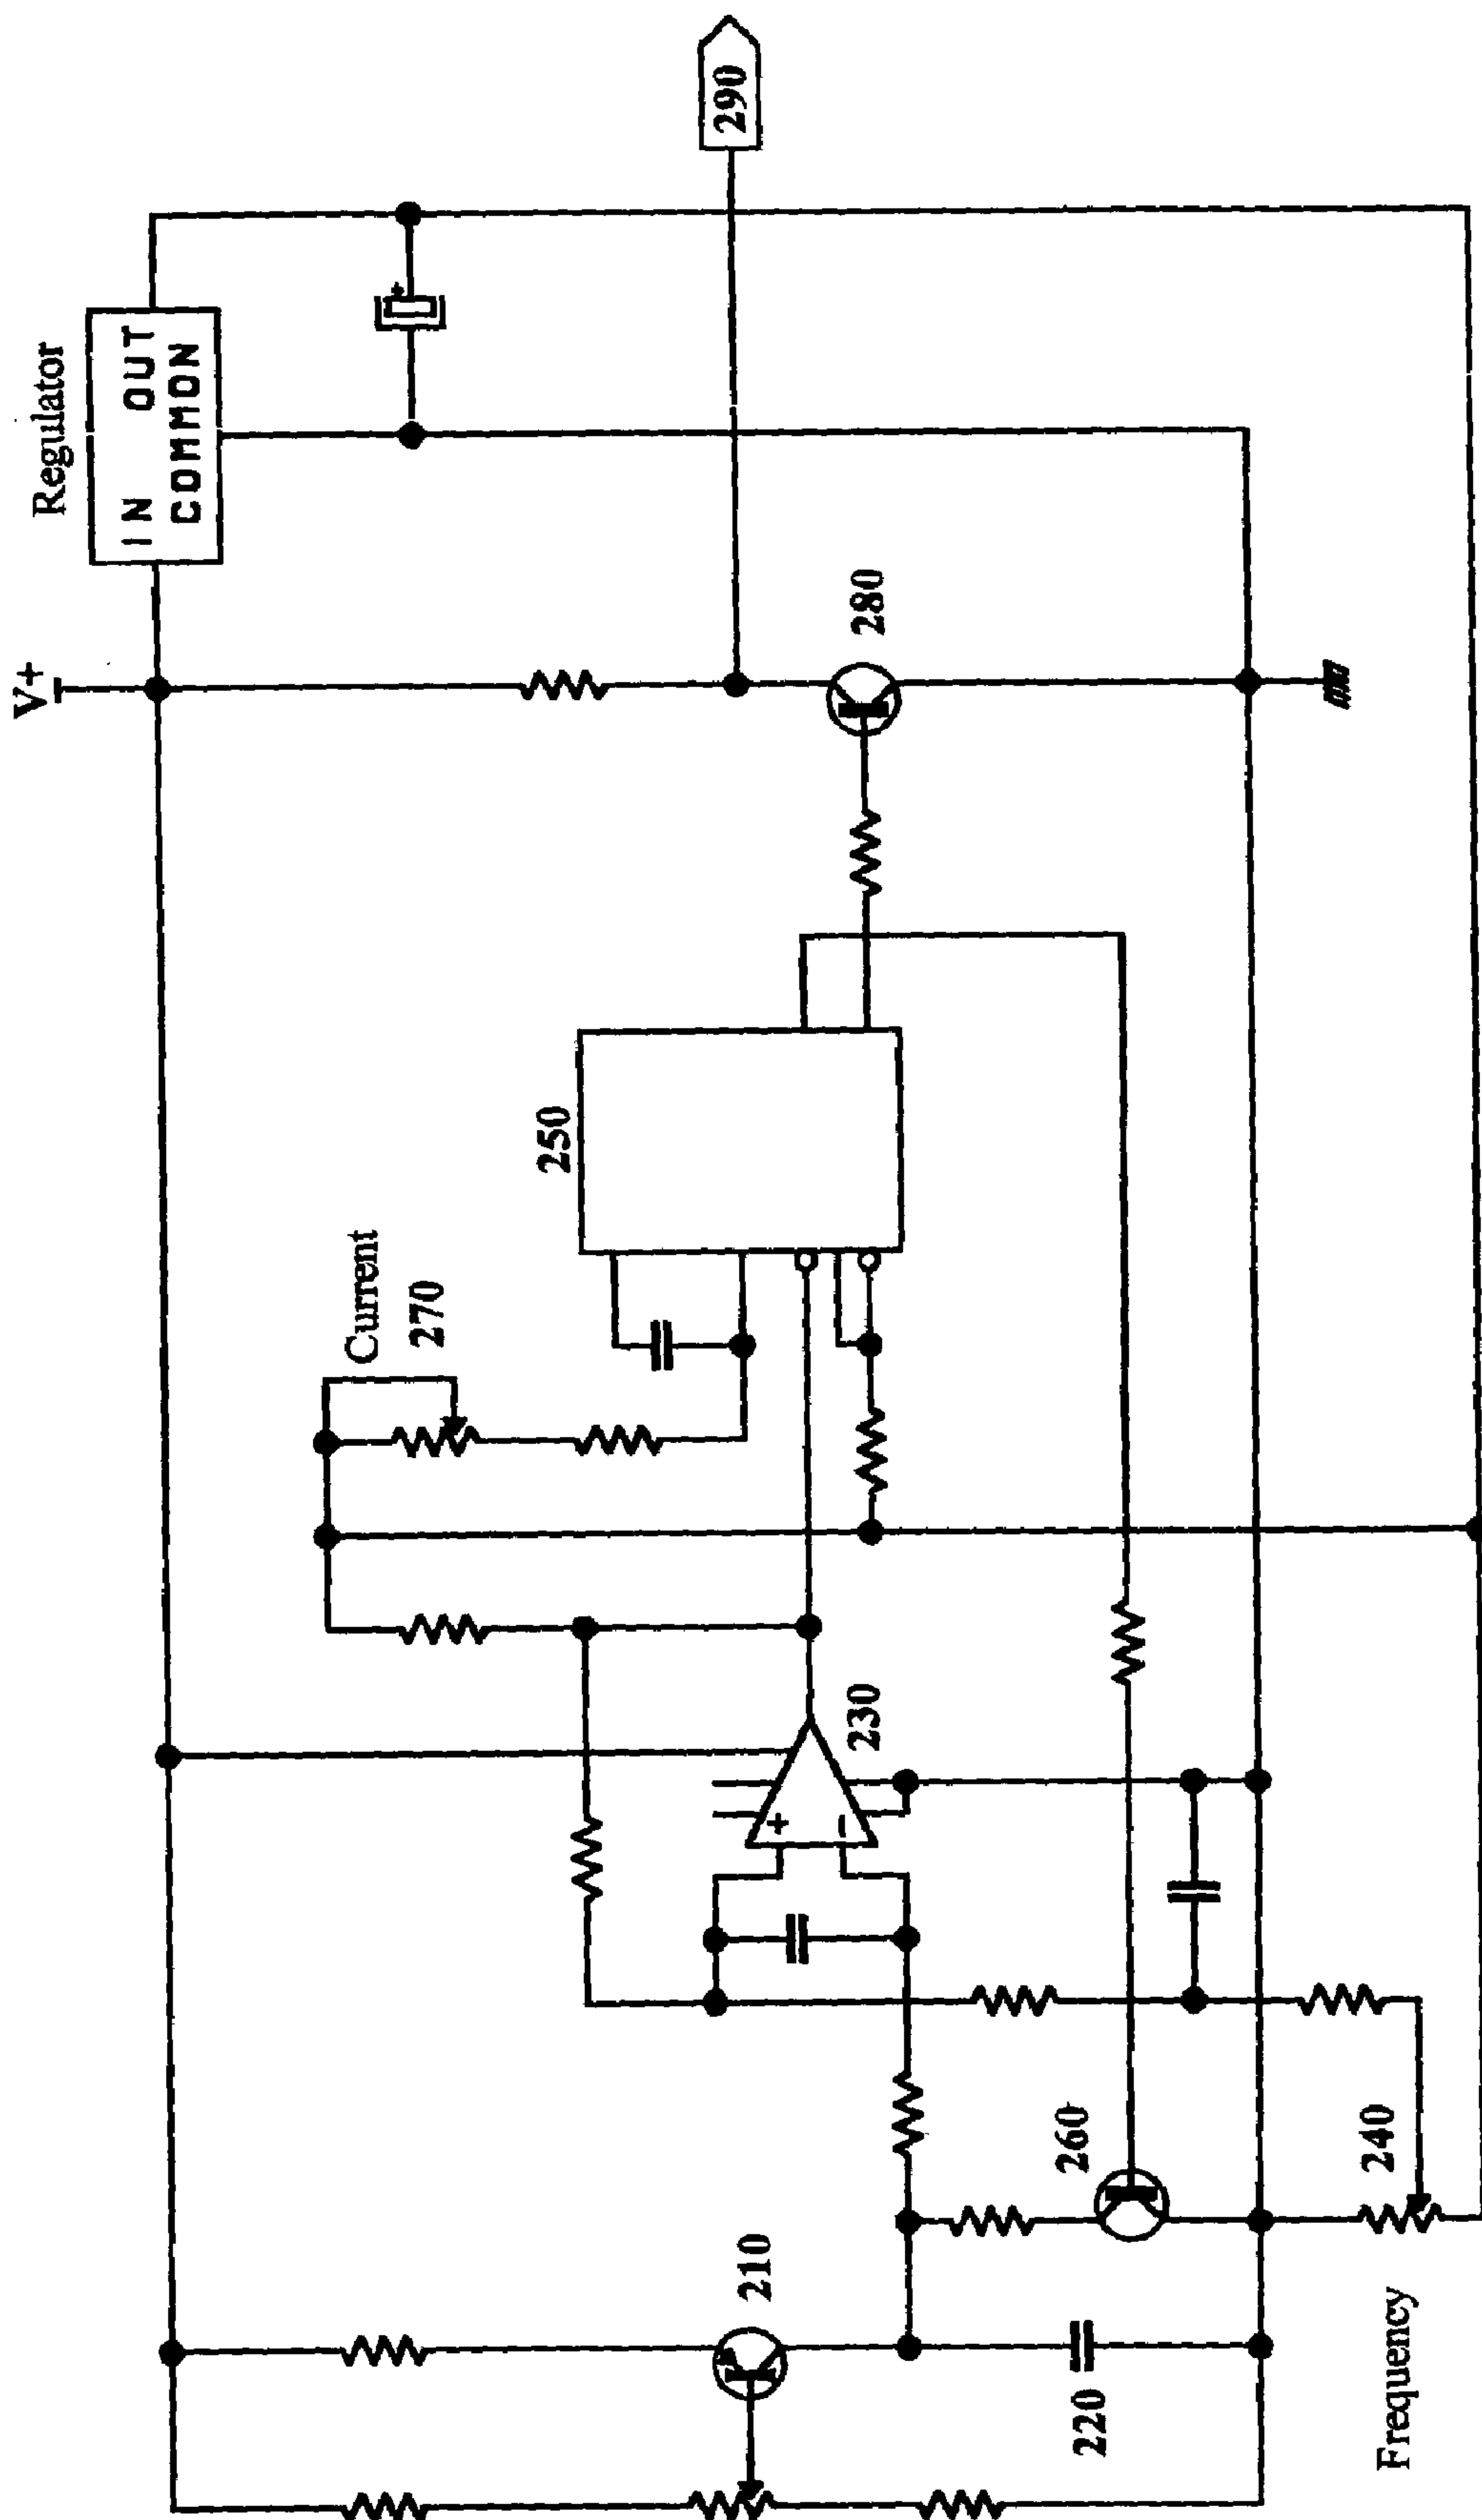 V+
Regulator
IN OUT
COMMON
+
290
280
Current
270
250
230
+
-
210
260
220
240
Frequency